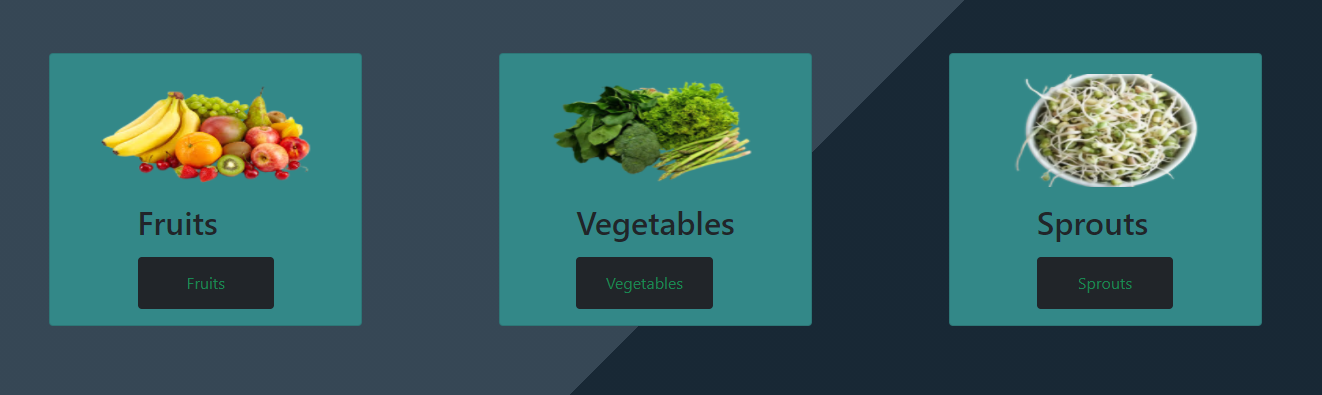 Fruits
Vegetables
Sprouts
Fruits
Vegetables
Sprouts